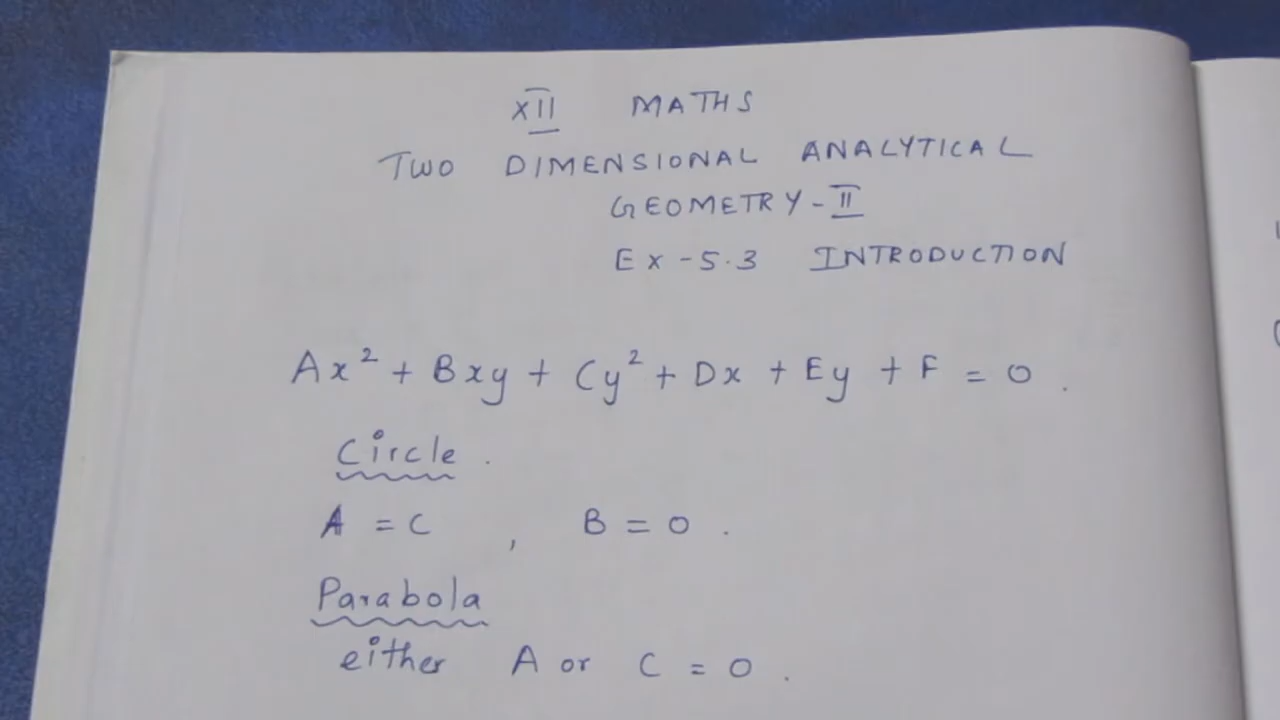 XII MATHS
TWO DIMENSIONAL ANALYTICAL
GEOMETRY-II
EX-5.3 INTRODUCTION
Ax² + Bxy + Cy² + Dx + Ey + F = 0.
Circle.
A = C, B = 0.
Parabola
either A or C = 0.